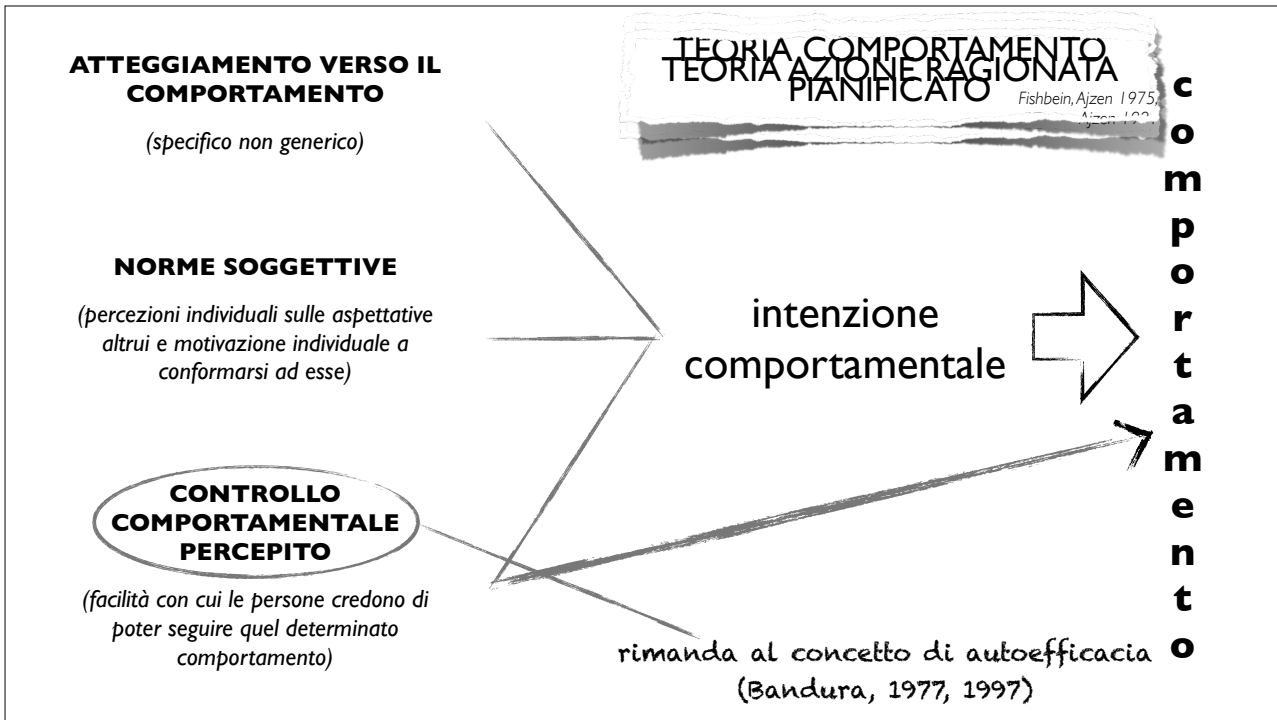 ATTEGGIAMENTO VERSO IL
COMPORTAMENTO
(specifico non generico)
NORME SOGGETTIVE
(percezioni individuali sulle aspettative
altrui e motivazione individuale a
conformarsi ad esse)
CONTROLLO
COMPORTAMENTALE
PERCEPITO
(facilità con cui le persone credono di
poter seguire quel determinato
comportamento)
TEORIA COMPORTAMENTO
TEORIA AZIONE RAGIONATA
PIANIFICATO
Fishbein, Ajzen 1975,
Ajzen
intenzione
comportamentale
rimanda al concetto di autoefficacia
(Bandura, 1977, 1997)
comportamento